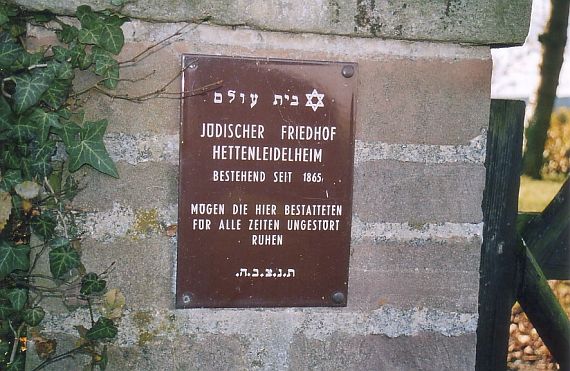 בית עולם ✡
JÜDISCHER FRIEDHOF
HETTENLEIDELHEIM
BESTEHEND SEIT 1865
MÖGEN DIE HIER BESTATTETEN
FÜR ALLE ZEITEN UNGESTÖRT
RUHEN
ת.נ.צ.ב.ה.